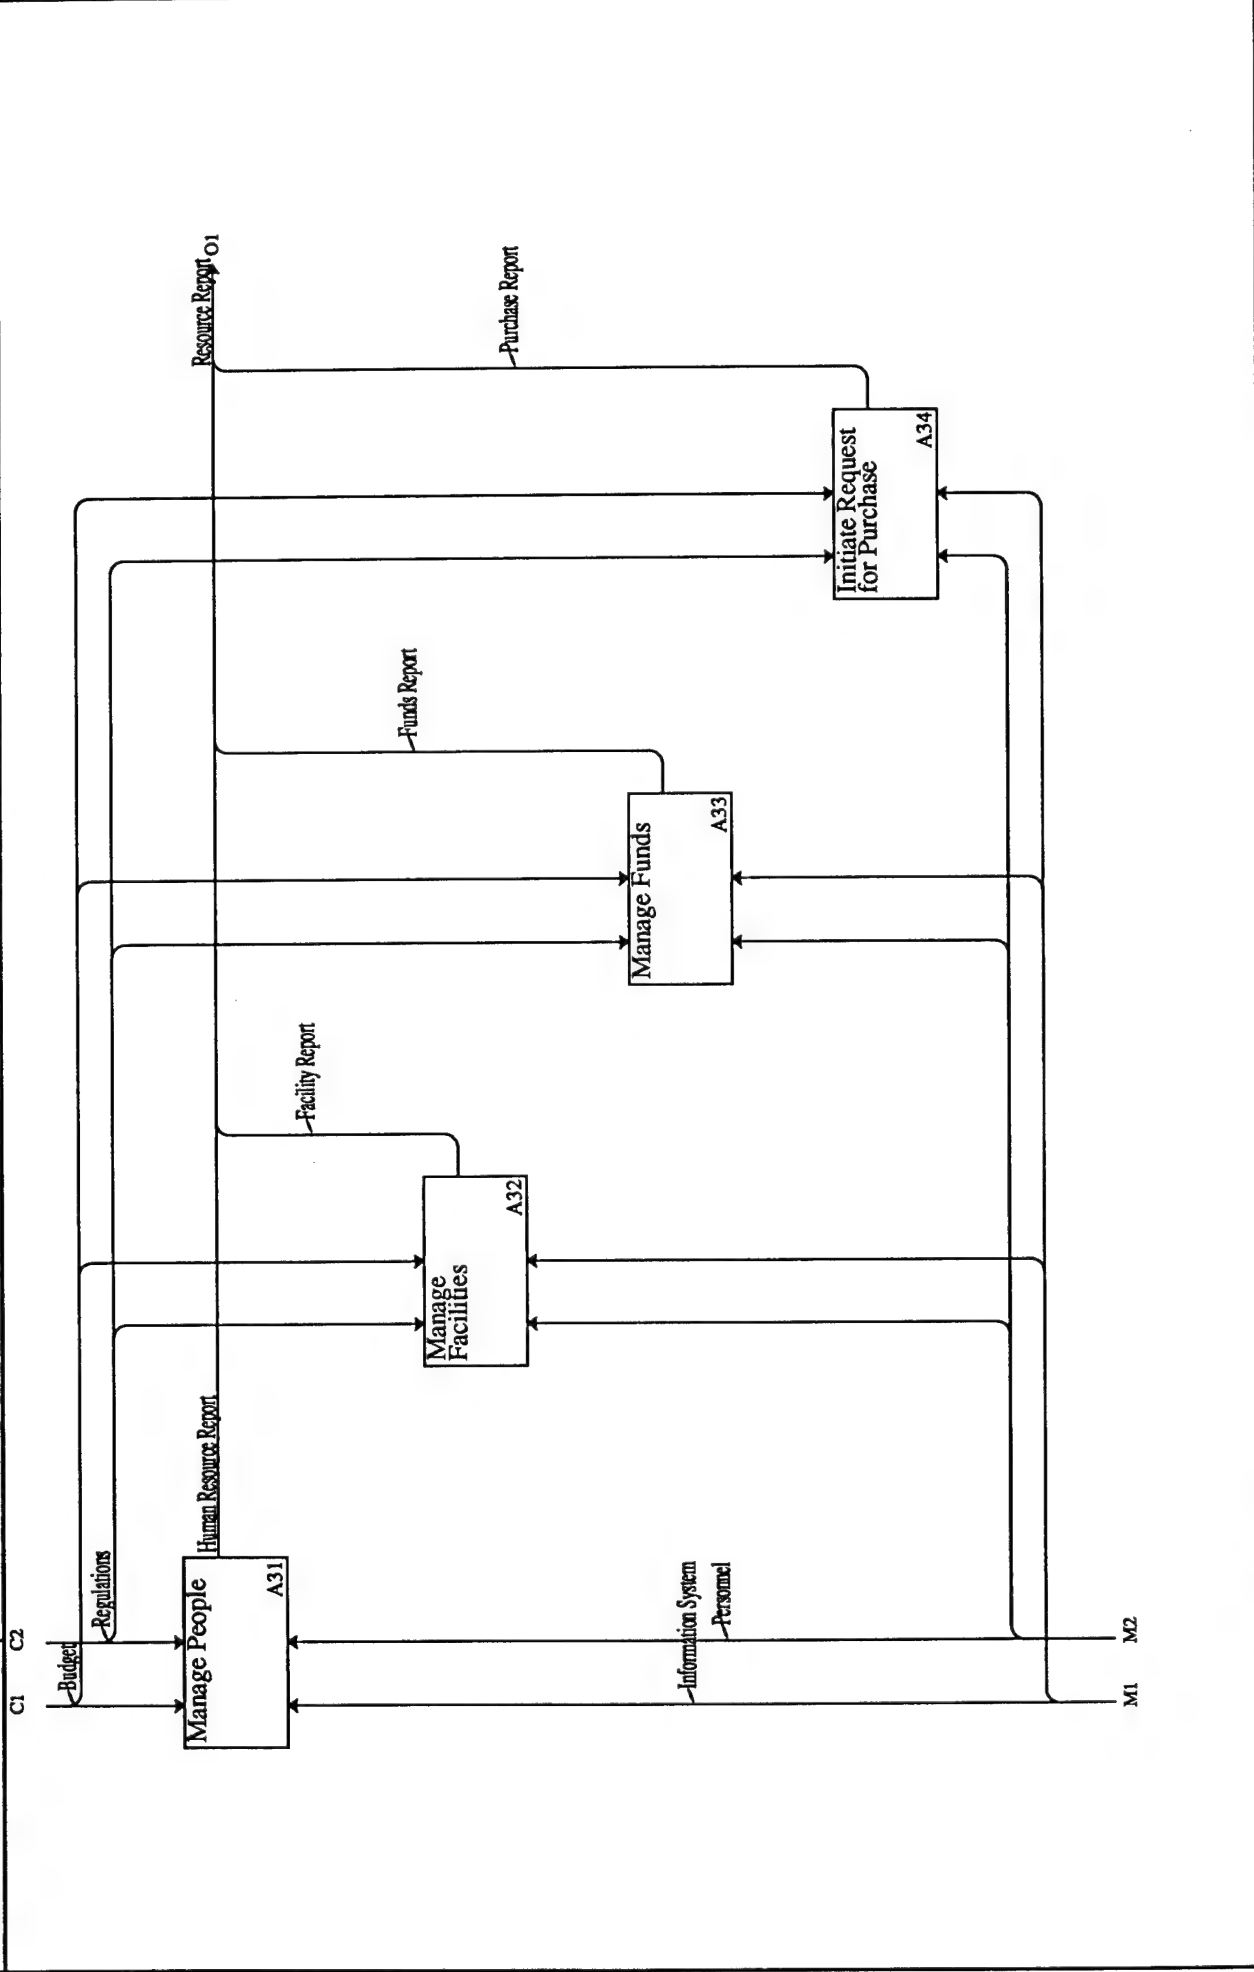 C1
C2
Budget
Regulations
Manage People
A31
Human Resource Report
Manage
Facilities
A32
Facility Report
Manage Funds
A33
Funds Report
Initiate Request
for Purchase
A34
Purchase Report
Resource Report
O1
Information System
Personnel
M1
M2